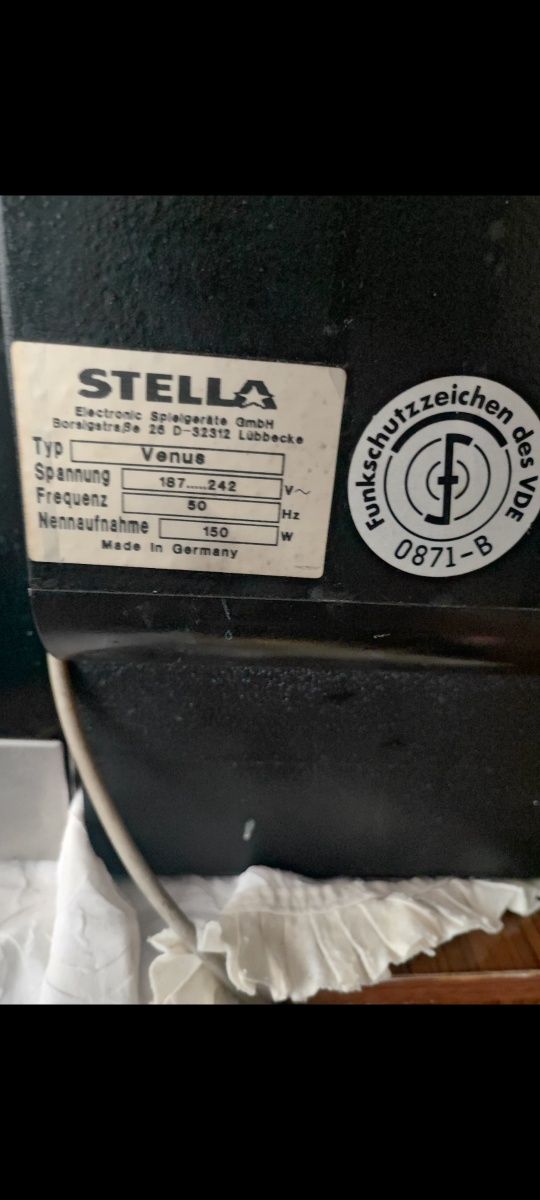 STELLA
Electronic Spielgeräte GmbH
Borsigstraße 26 D-32312 Lübbecke
Typ Venus
Spannung 187.....242 V~
Frequenz 50 Hz
Nennaufnahme 150 W
Made in Germany
Funkschutzzeichen des VDE
0871-B